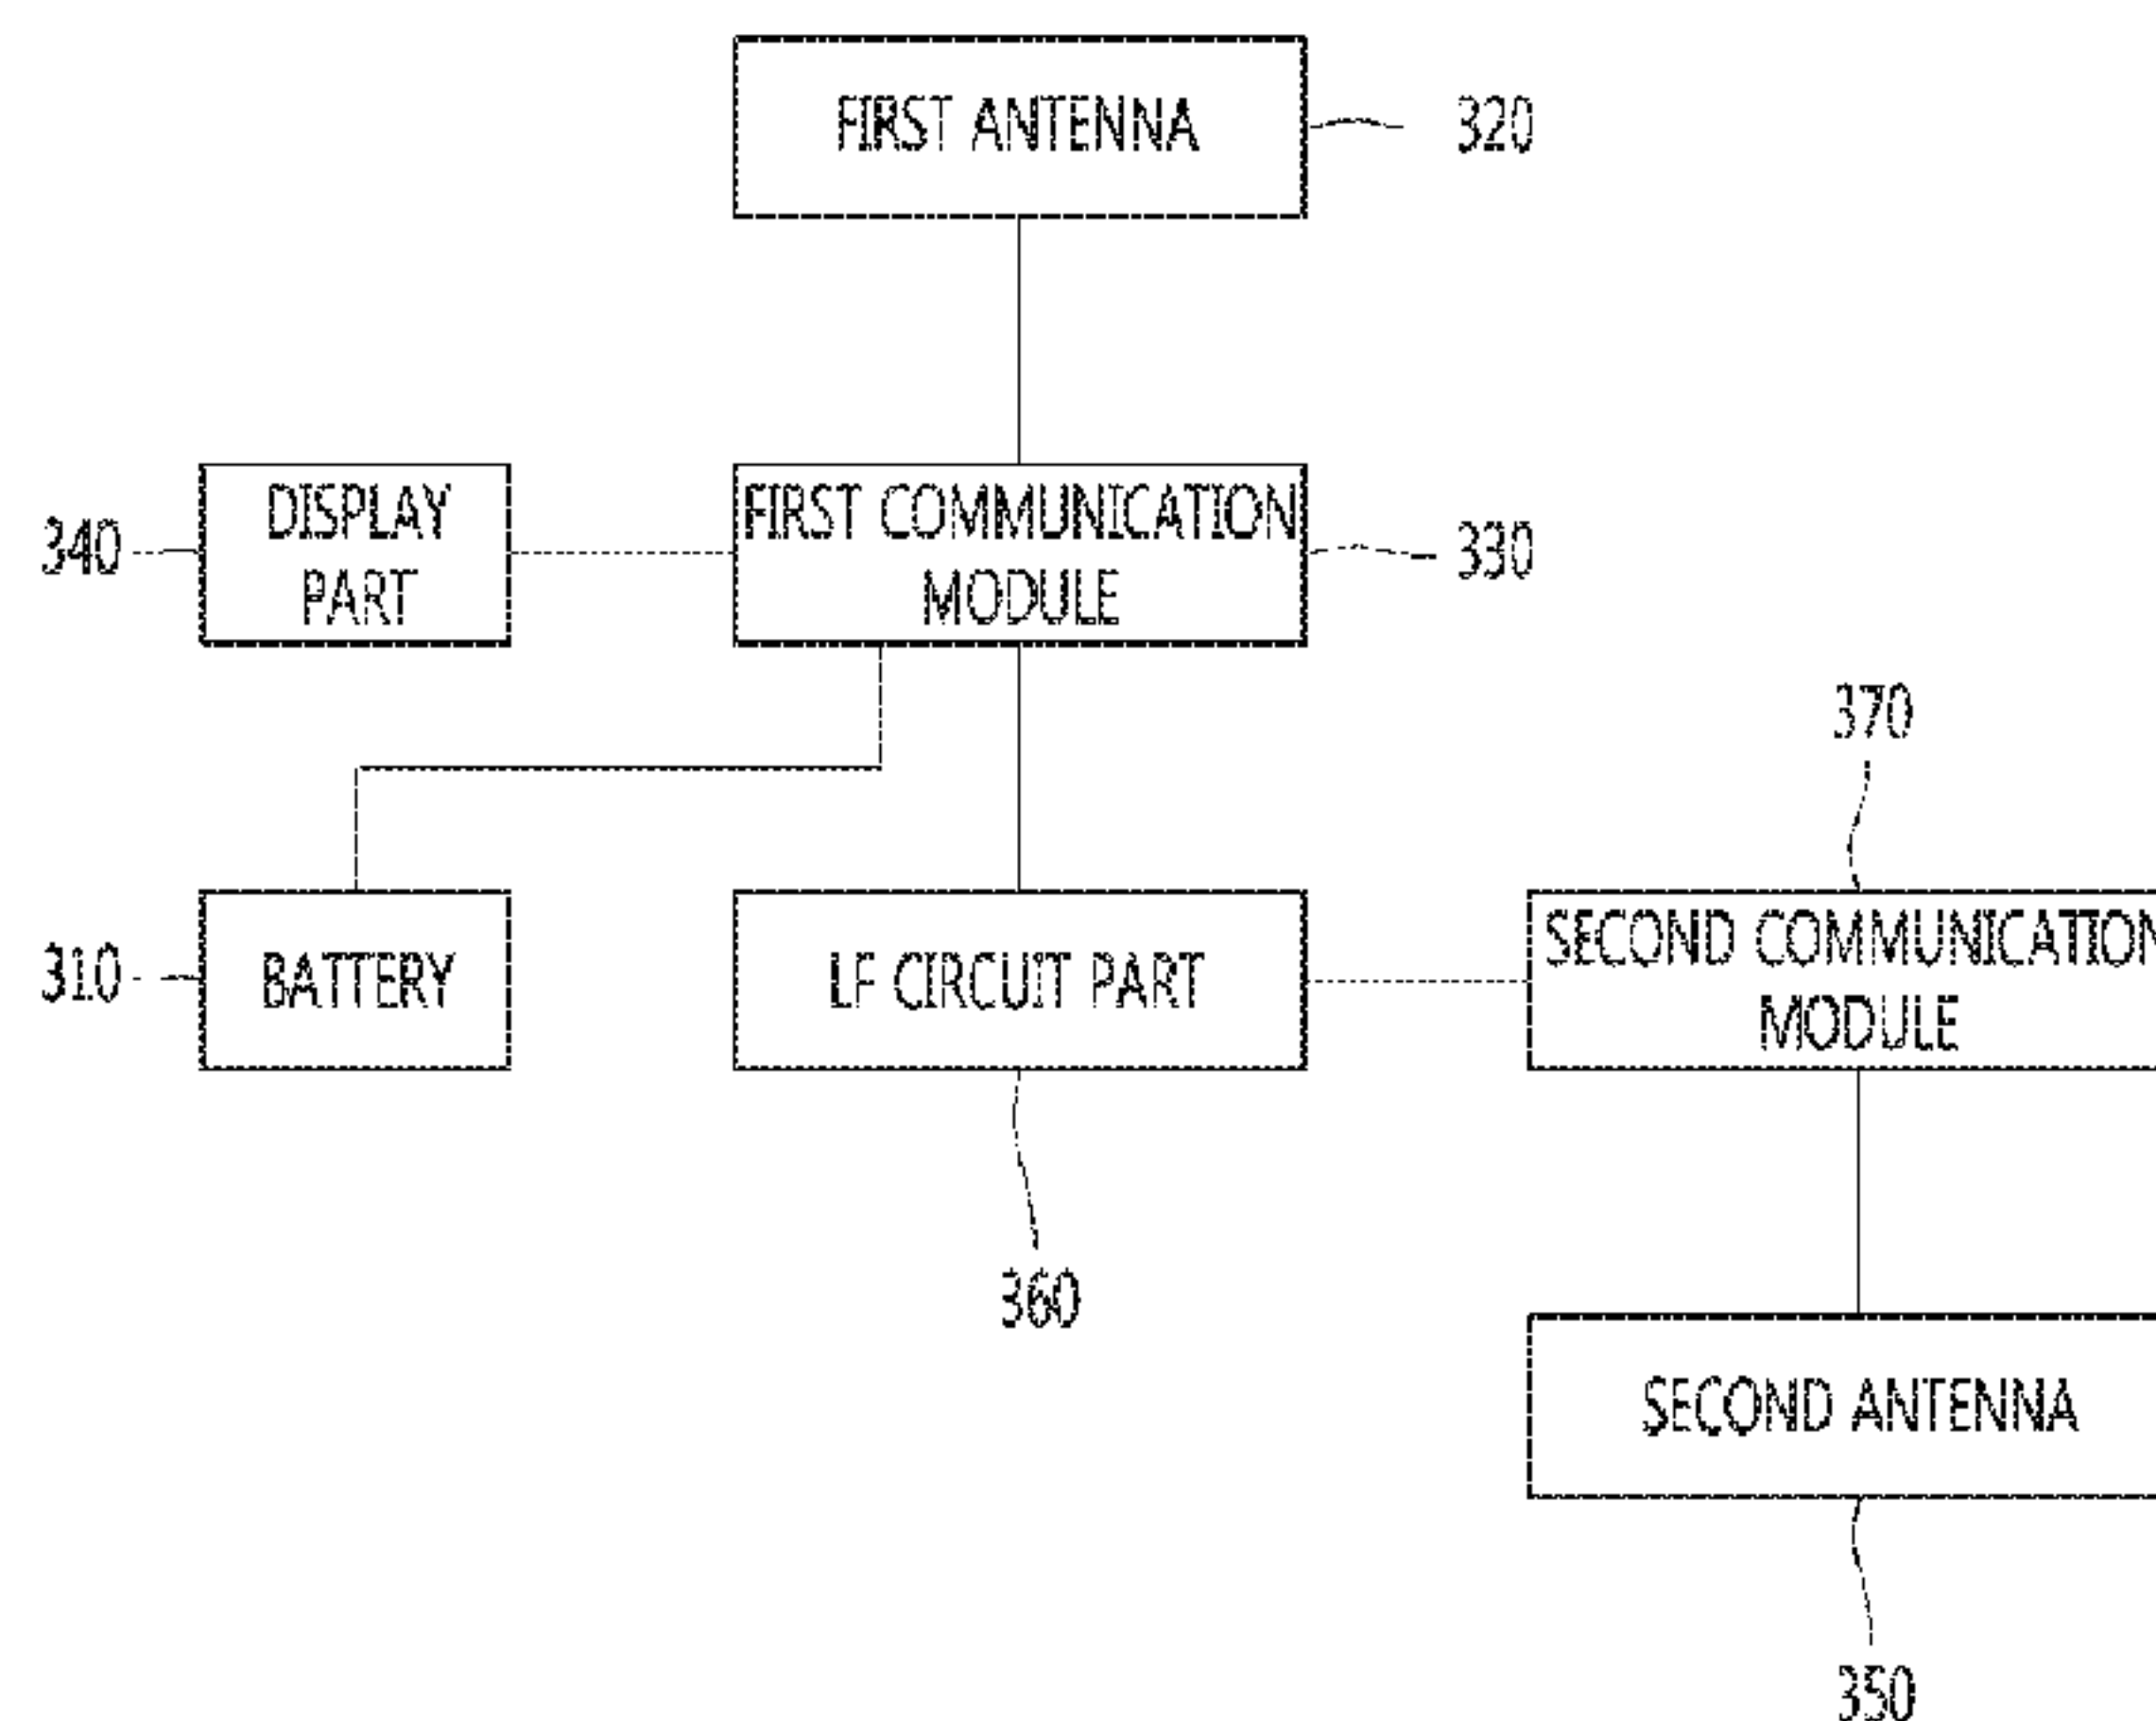 FIRST ANTENNA
320
DISPLAY
PART
340
FIRST COMMUNICATION
MODULE
330
370
BATTERY
310
LF CIRCUIT PART
360
SECOND COMMUNICATION
MODULE
SECOND ANTENNA
350